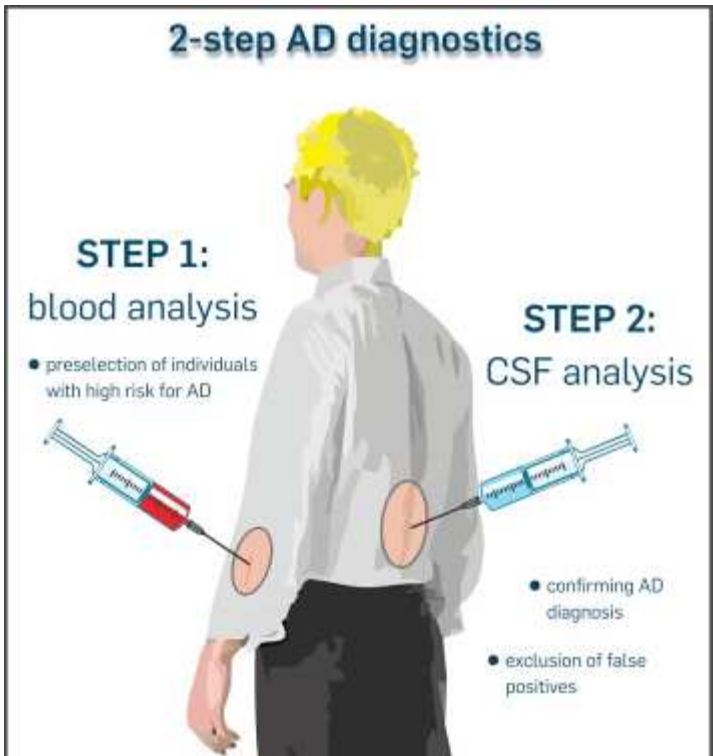 2-step AD diagnostics
STEP 1:
blood analysis
● preselection of individuals
with high risk for AD
STEP 2:
CSF analysis
● confirming AD
diagnosis
● exclusion of false
positives